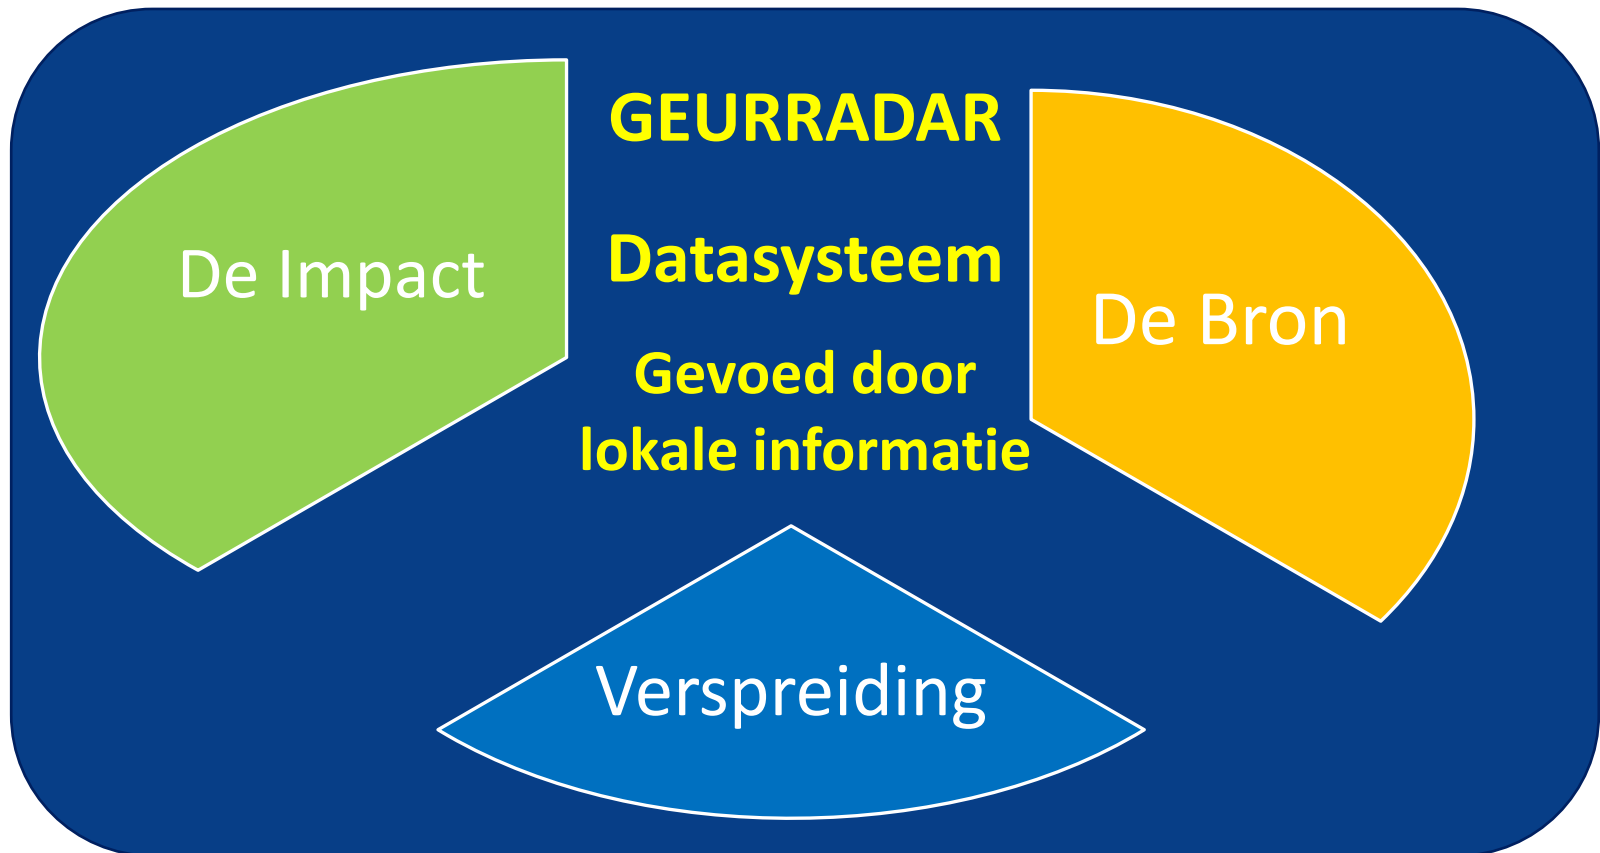 GEURRADAR
Datasysteem
Gevoed door
lokale informatie
De Impact
De Bron
Verspreiding